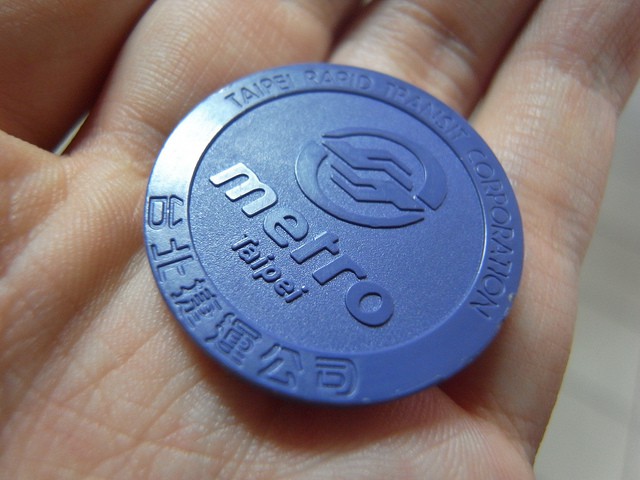 TAIPEI RAPID TRANSIT CORPORATION
metro
Taipei
台北捷運公司